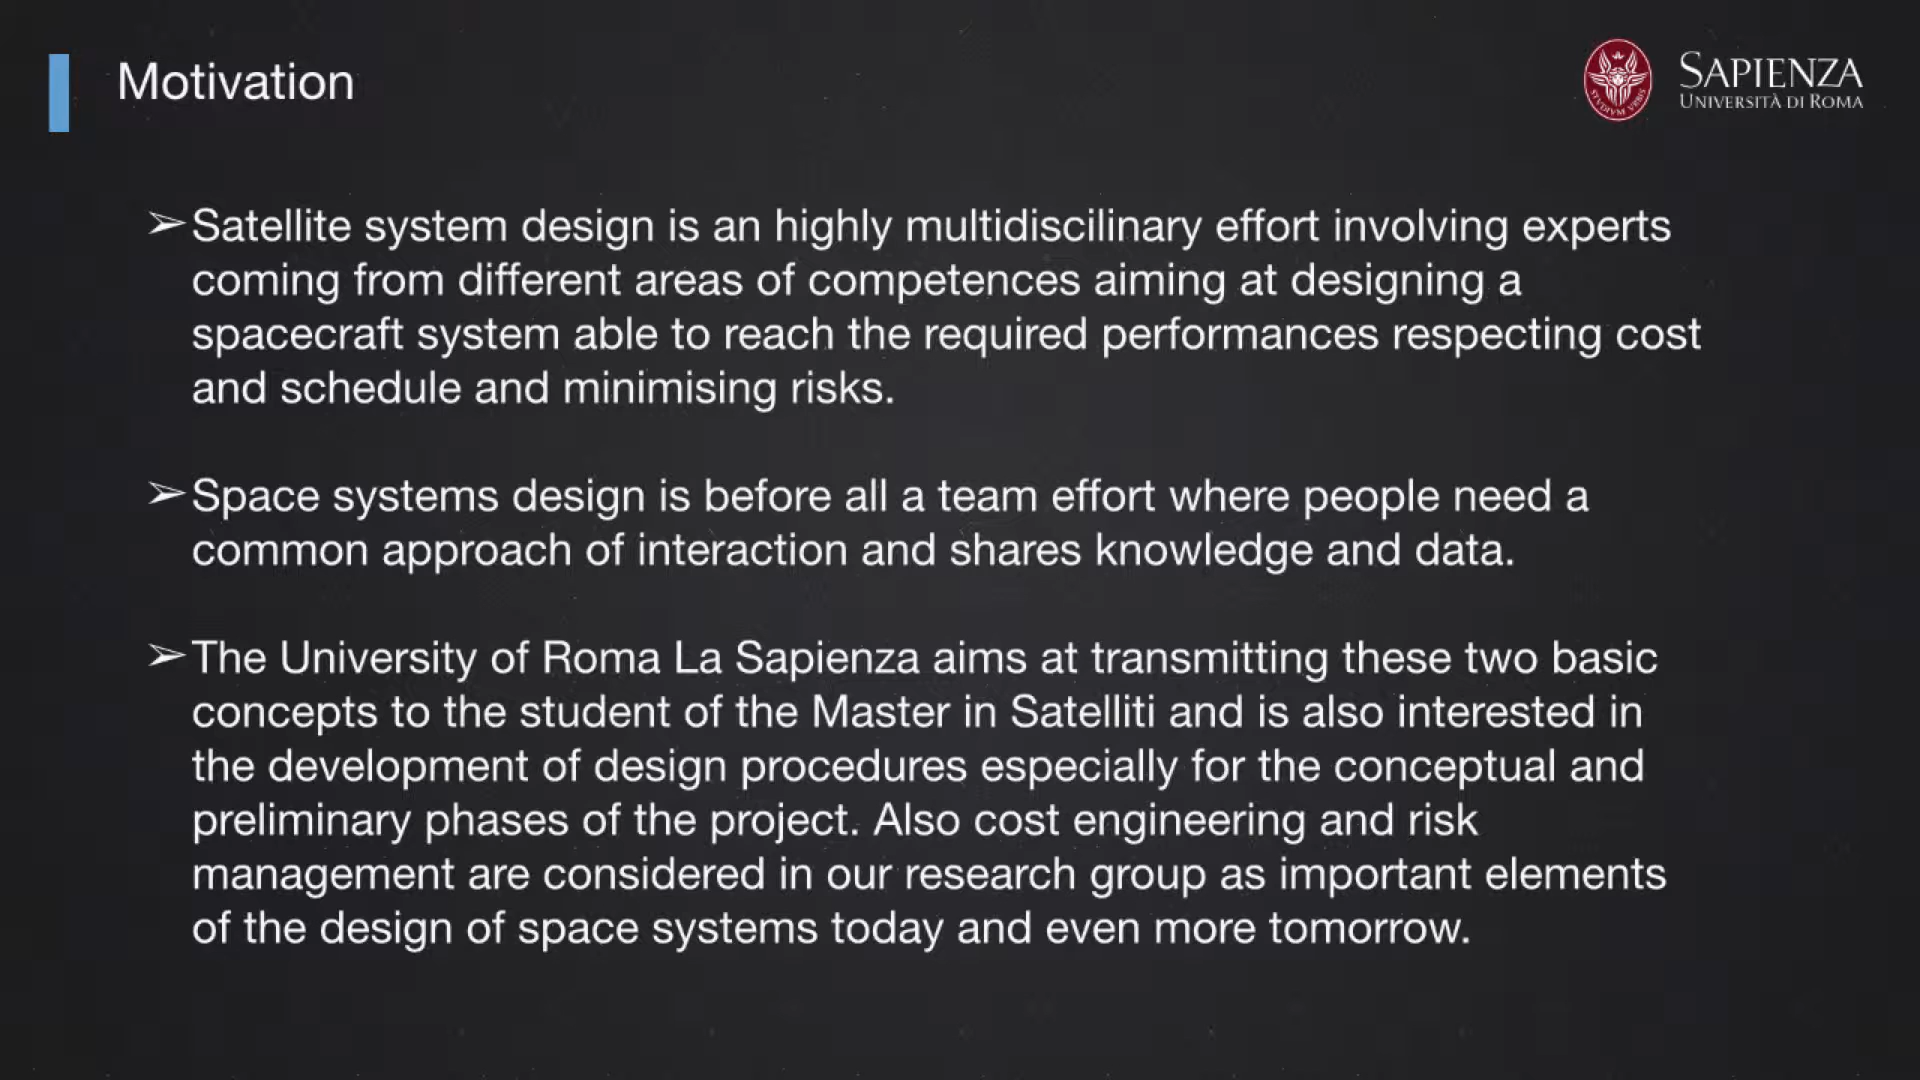 Motivation
SAPIENZA
UNIVERSITÀ DI ROMA
STVDIVM VRBIS
➢Satellite system design is an highly multidiscilinary effort involving experts
coming from different areas of competences aiming at designing a
spacecraft system able to reach the required performances respecting cost
and schedule and minimising risks.
➢Space systems design is before all a team effort where people need a
common approach of interaction and shares knowledge and data.
➢The University of Roma La Sapienza aims at transmitting these two basic
concepts to the student of the Master in Satelliti and is also interested in
the development of design procedures especially for the conceptual and
preliminary phases of the project. Also cost engineering and risk
management are considered in our research group as important elements
of the design of space systems today and even more tomorrow.